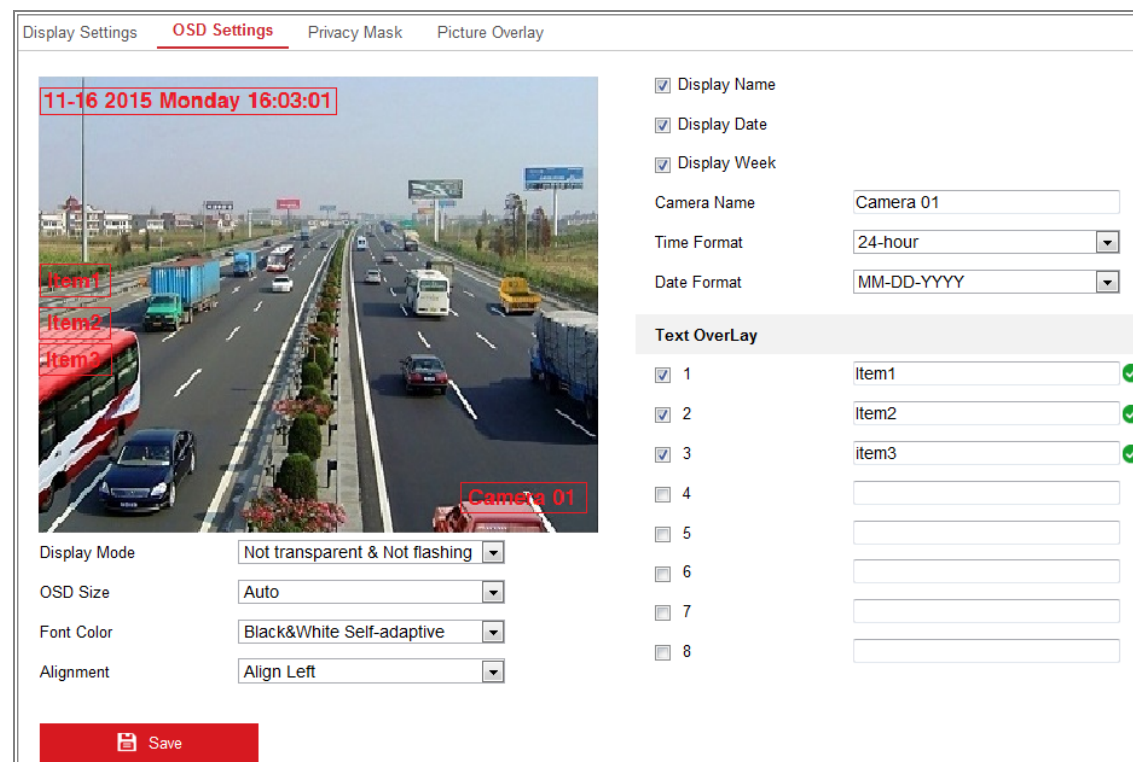 Display Settings OSD Settings Privacy Mask Picture Overlay
11-16 2015 Monday 16:03:01
Item1
Item2
Item3
Camera 01
Display Mode Not transparent & Not flashing
OSD Size Auto
Font Color Black&White Self-adaptive
Alignment Align Left
Save
Display Name
Display Date
Display Week
Camera Name Camera 01
Time Format 24-hour
Date Format MM-DD-YYYY
Text OverLay
1 Item1
2 Item2
3 item3
4
5
6
7
8